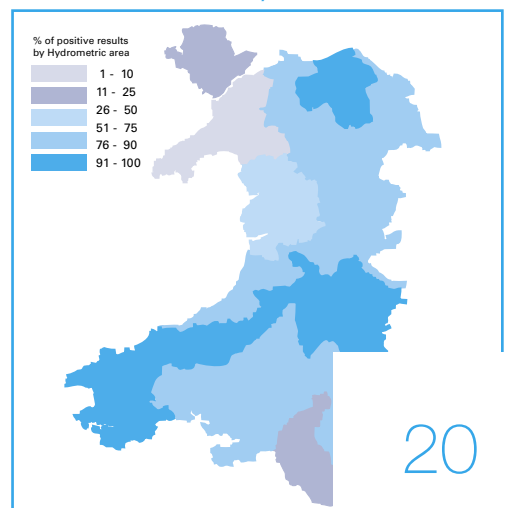 % of positive results
by Hydrometric area
1 - 10
11 - 25
26 - 50
51 - 75
76 - 90
91 - 100
20